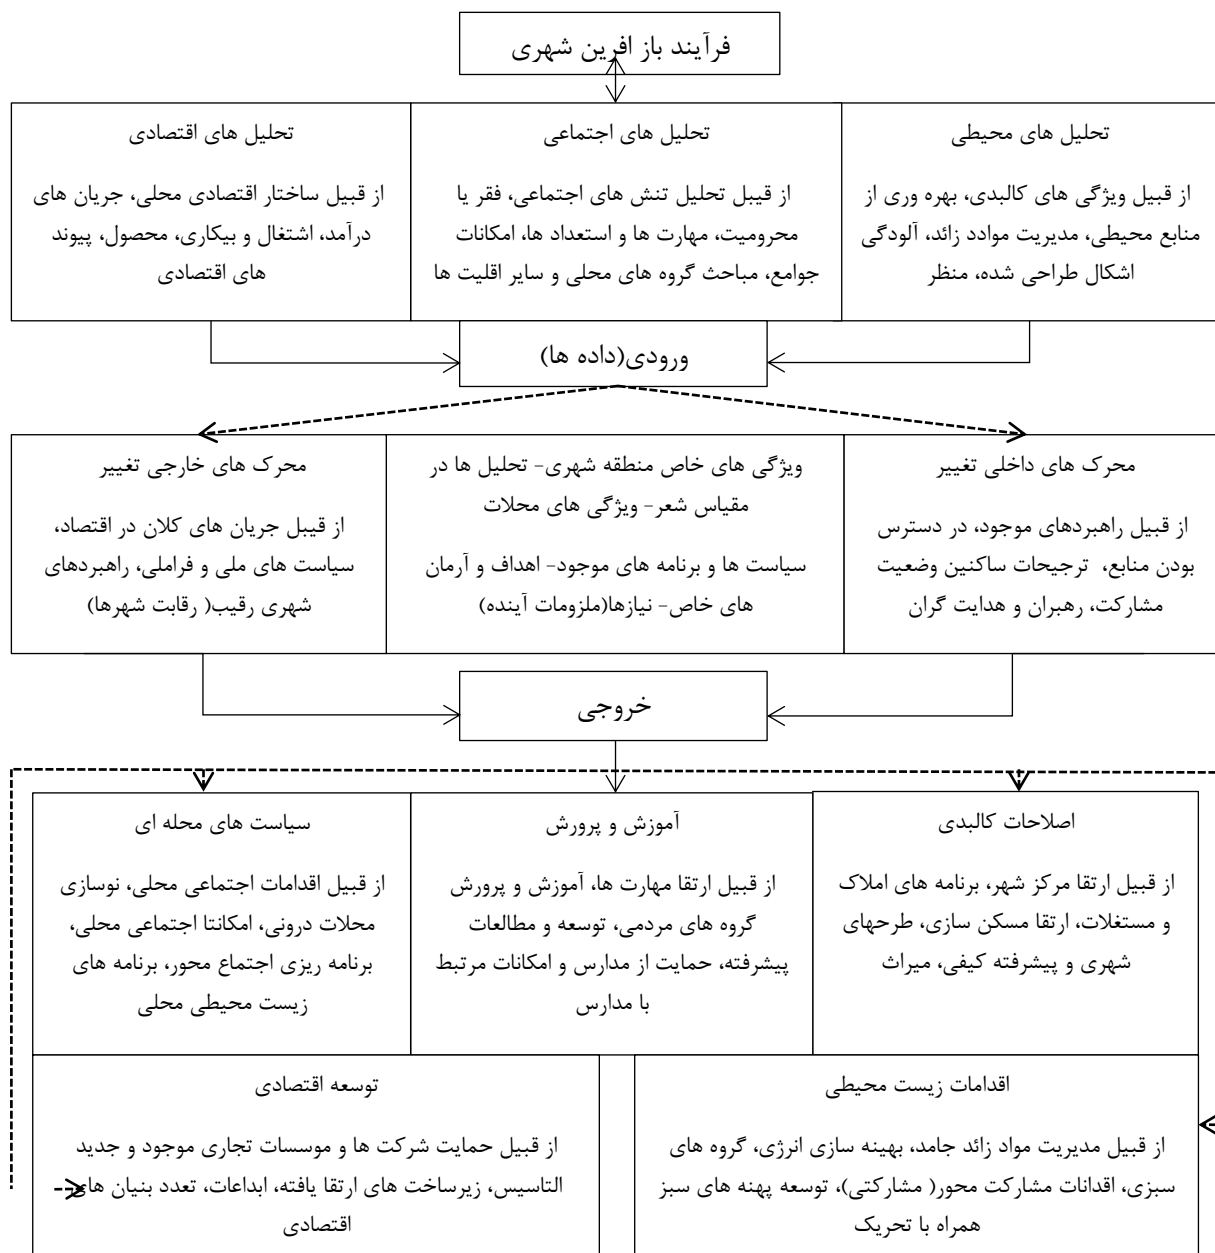 فرآیند باز افرین شهری
تحلیل های محیطی
از قبیل ویژگی های کالبدی، بهره وری از
منابع محیطی، مدیریت موادد زائد، آلودگی
اشکال طراحی شده، منظر
تحلیل های اجتماعی
از قیبل تحلیل تنش های اجتماعی، فقر یا
محرومیت، مهارت ها و استعداد ها، امکانات
جوامع، مباحث گروه های محلی و سایر اقلیت ها
تحلیل های اقتصادی
از قبیل ساختار اقتصادی محلی، جریان های
درآمد، اشتغال و بیکاری، محصول، پیوند
های اقتصادی
ورودی(داده ها)
محرک های داخلی تغییر
از قبیل راهبردهای موجود، در دسترس
بودن منابع، ترجیحات ساکنین وضعیت
مشارکت، رهبران و هدایت گران
ویژگی های خاص منطقه شهری- تحلیل ها در
مقیاس شعر- ویژگی های محلات
سیاست ها و برنامه های موجود- اهداف و آرمان
های خاص- نیازها(ملزومات آینده)
محرک های خارجی تغییر
از قیبل جریان های کلان در اقتصاد،
سیاست های ملی و فراملی، راهبردهای
شهری رقیب( رقابت شهرها)
خروجی
اصلاحات کالبدی
از قبیل ارتقا مرکز شهر، برنامه های املاک
و مستغلات، ارتقا مسکن سازی، طرحهای
شهری و پیشرفته کیفی، میراث
آموزش و پرورش
از قبیل ارتقا مهارت ها، آموزش و پرورش
گروه های مردمی، توسعه و مطالعات
پیشرفته، حمایت از مدارس و امکانات مرتبط
با مدارس
سیاست های محله ای
از قبیل اقدامات اجتماعی محلی، نوسازی
محلات درونی، امکانتا اجتماعی محلی،
برنامه ریزی اجتماع محور، برنامه های
زیست محیطی محلی
اقدامات زیست محیطی
از قبیل مدیریت مواد زائد جامد، بهینه سازی انرژی، گروه های
سبزی، اقدانات مشارکت محور( مشارکتی)، توسعه پهنه های سبز
همراه با تحریک
توسعه اقتصادی
از قبیل حمایت شرکت ها و موسسات تجاری موجود و جدید
التاسیس، زیرساخت های ارتقا یافته، ابداعات، تعدد بنیان های
اقتصادی